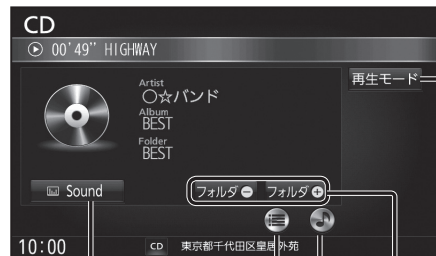 CD
00'49'' HIGHWAY
再生モード
Artist
○☆バンド
Album
BEST
Folder
BEST
Sound
フォルダ フォルダ
10:00 CD 東京都千代田区皇居外苑